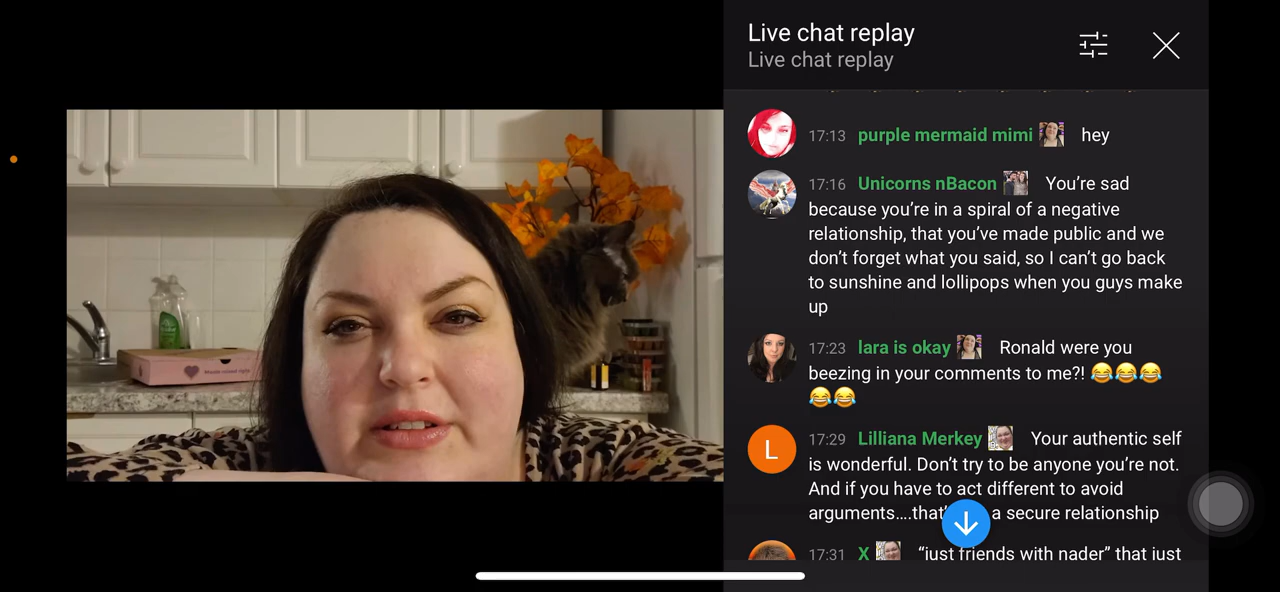 Live chat replay
Live chat replay
17:13 purple mermaid mimi hey
17:16 Unicorns nBacon You’re sad
because you’re in a spiral of a negative
relationship, that you’ve made public and we
don’t forget what you said, so I can’t go back
to sunshine and lollipops when you guys make
up
17:23 lara is okay Ronald were you
beezing in your comments to me?! 😂😂😂
😂😂
L
17:29 Lilliana Merkey Your authentic self
is wonderful. Don’t try to be anyone you’re not.
And if you have to act different to avoid
arguments....that' a secure relationship
17:31 X “just friends with nader” that just